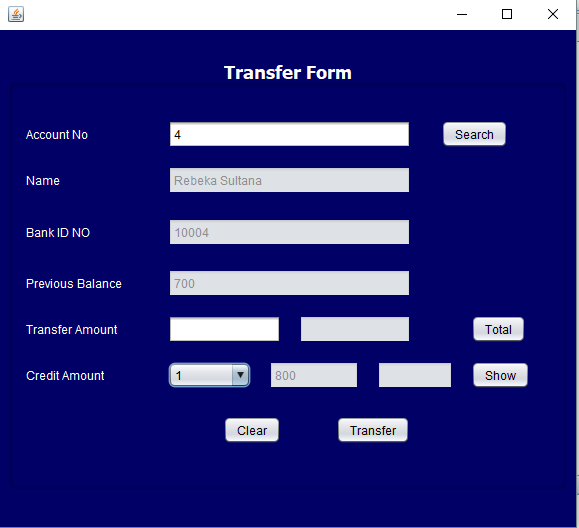 Transfer Form
Account No 4 Search
Name Rebeka Sultana
Bank ID NO 10004
Previous Balance 700
Transfer Amount Total
Credit Amount 1 800 Show
Clear Transfer